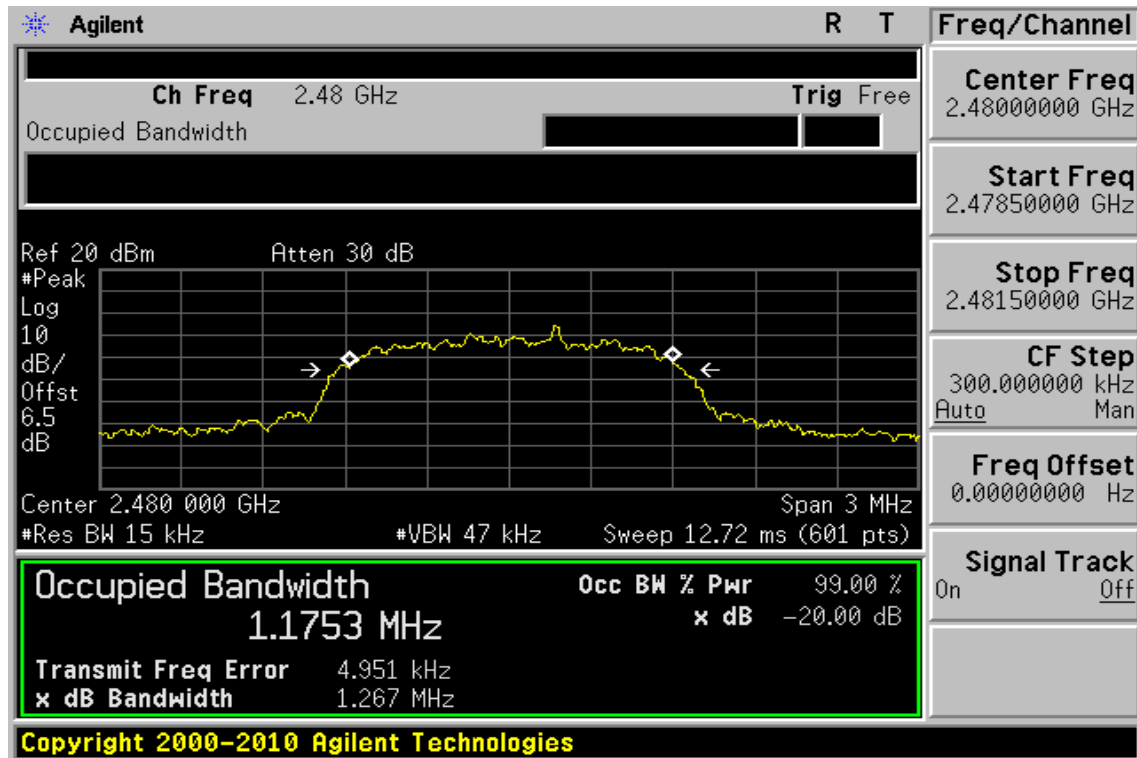 Agilent R T
Ch Freq 2.48 GHz Trig Free
Occupied Bandwidth
Ref 20 dBm Atten 30 dB
#Peak
Log
10
dB/
Offst
6.5
dB
Center 2.480 000 GHz Span 3 MHz
#Res BW 15 kHz #VBW 47 kHz Sweep 12.72 ms (601 pts)
Occupied Bandwidth Occ BW % Pwr 99.00 %
1.1753 MHz x dB -20.00 dB
Transmit Freq Error 4.951 kHz
x dB Bandwidth 1.267 MHz
Copyright 2000-2010 Agilent Technologies
Freq/Channel
Center Freq
2.48000000 GHz
Start Freq
2.47850000 GHz
Stop Freq
2.48150000 GHz
CF Step
300.000000 kHz
Auto Man
Freq Offset
0.00000000 Hz
Signal Track
On Off